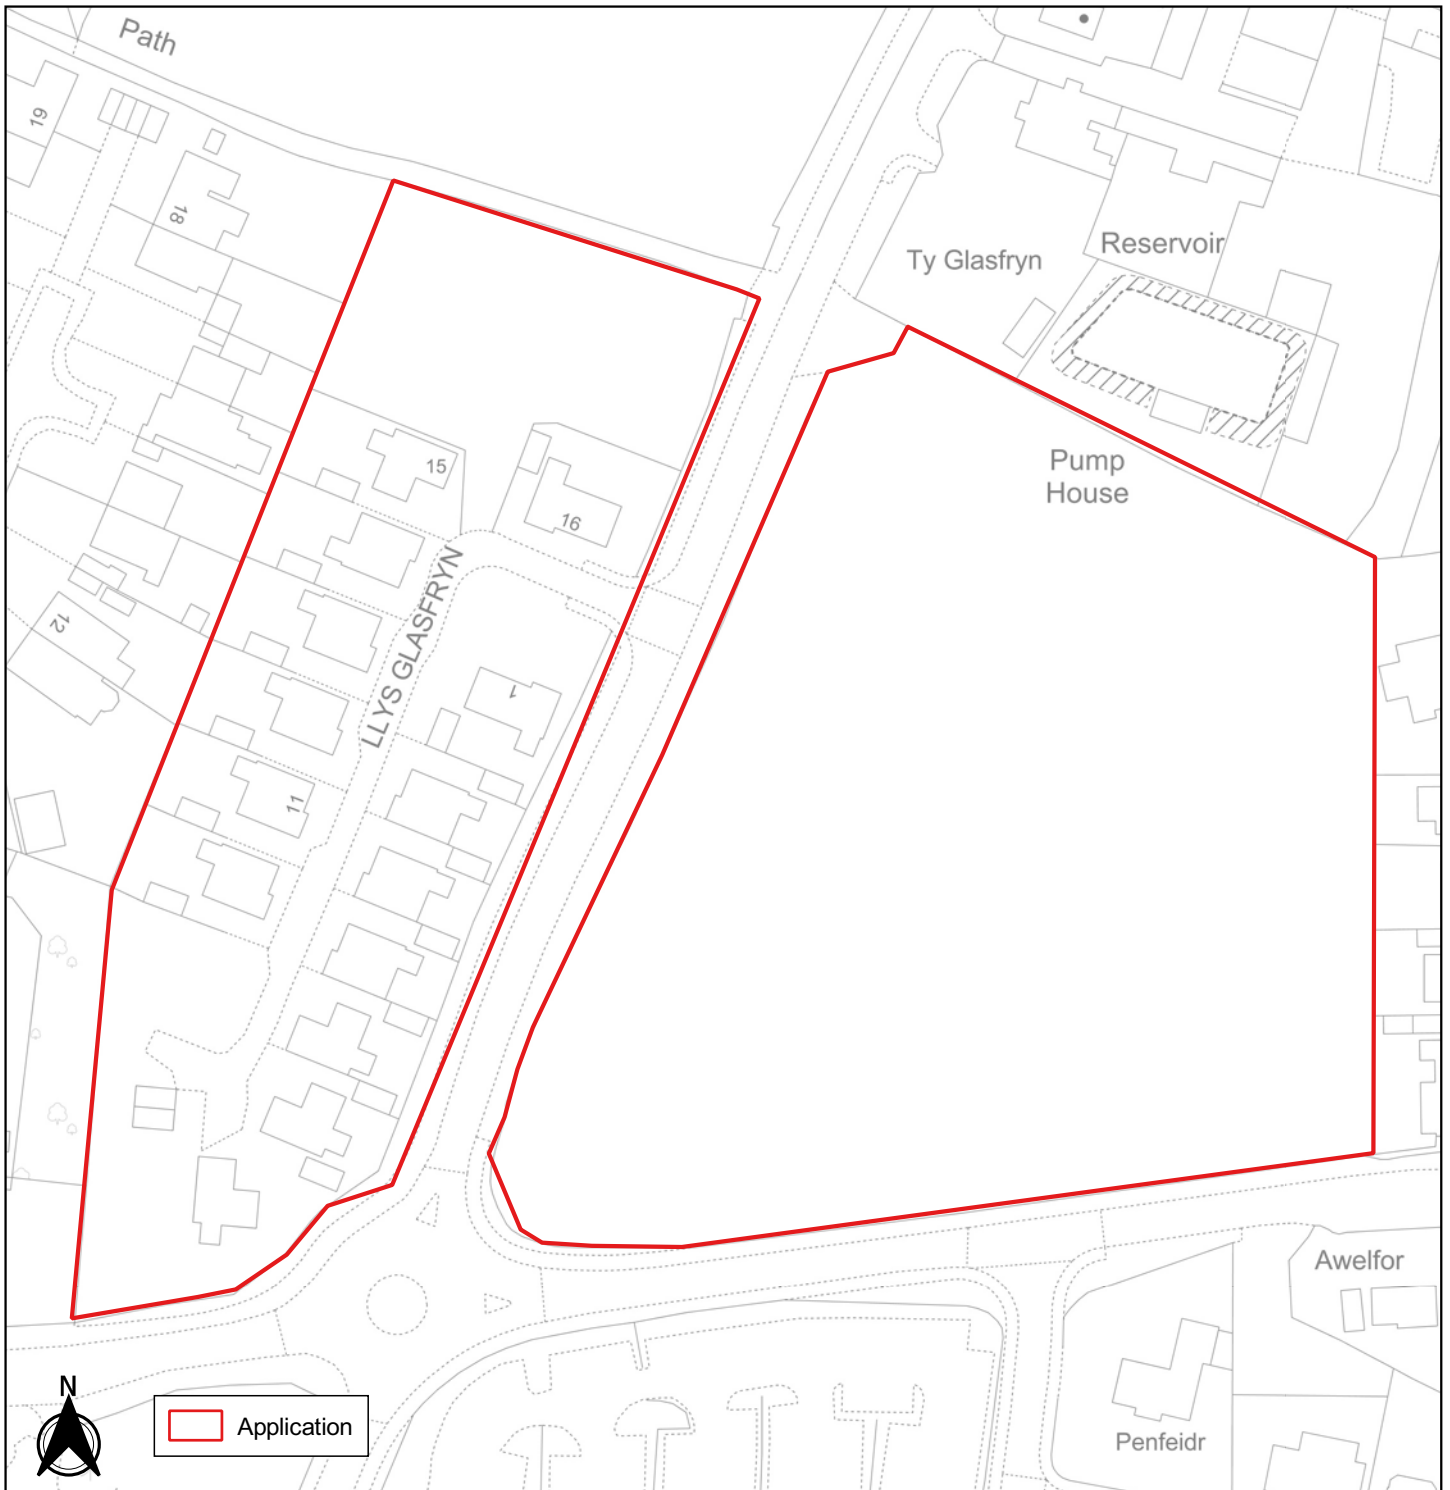 Path
19
18
Ty Glasfryn
Reservoir
15
16
Pump
House
LLYS GLASFRYN
12
1
11
Awelfor
Penfeidr
N
Application